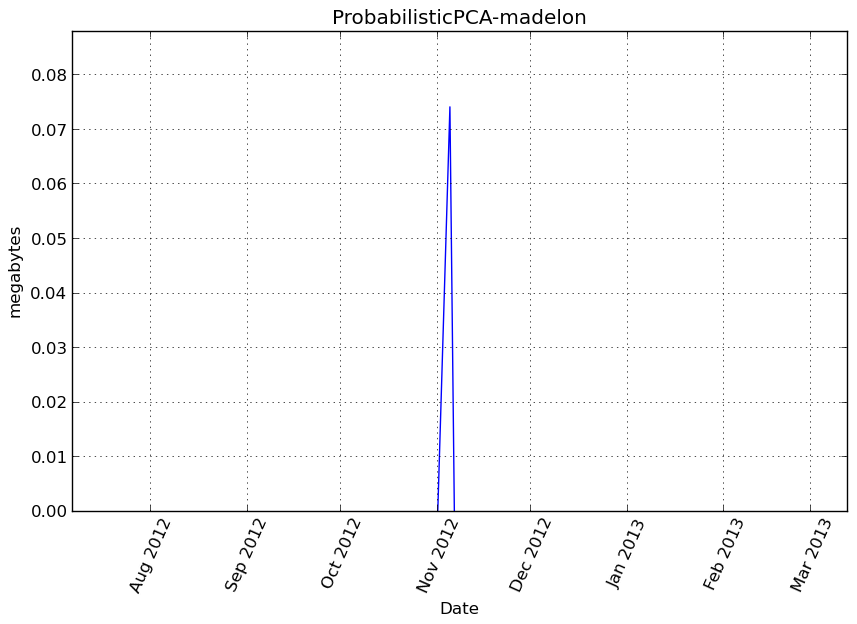 ProbabilisticPCA-madelon
0.08
0.07
0.06
0.05
0.04
0.03
0.02
0.01
0.00
megabytes
Aug 2012
Sep 2012
Oct 2012
Nov 2012
Dec 2012
Jan 2013
Feb 2013
Mar 2013
Date